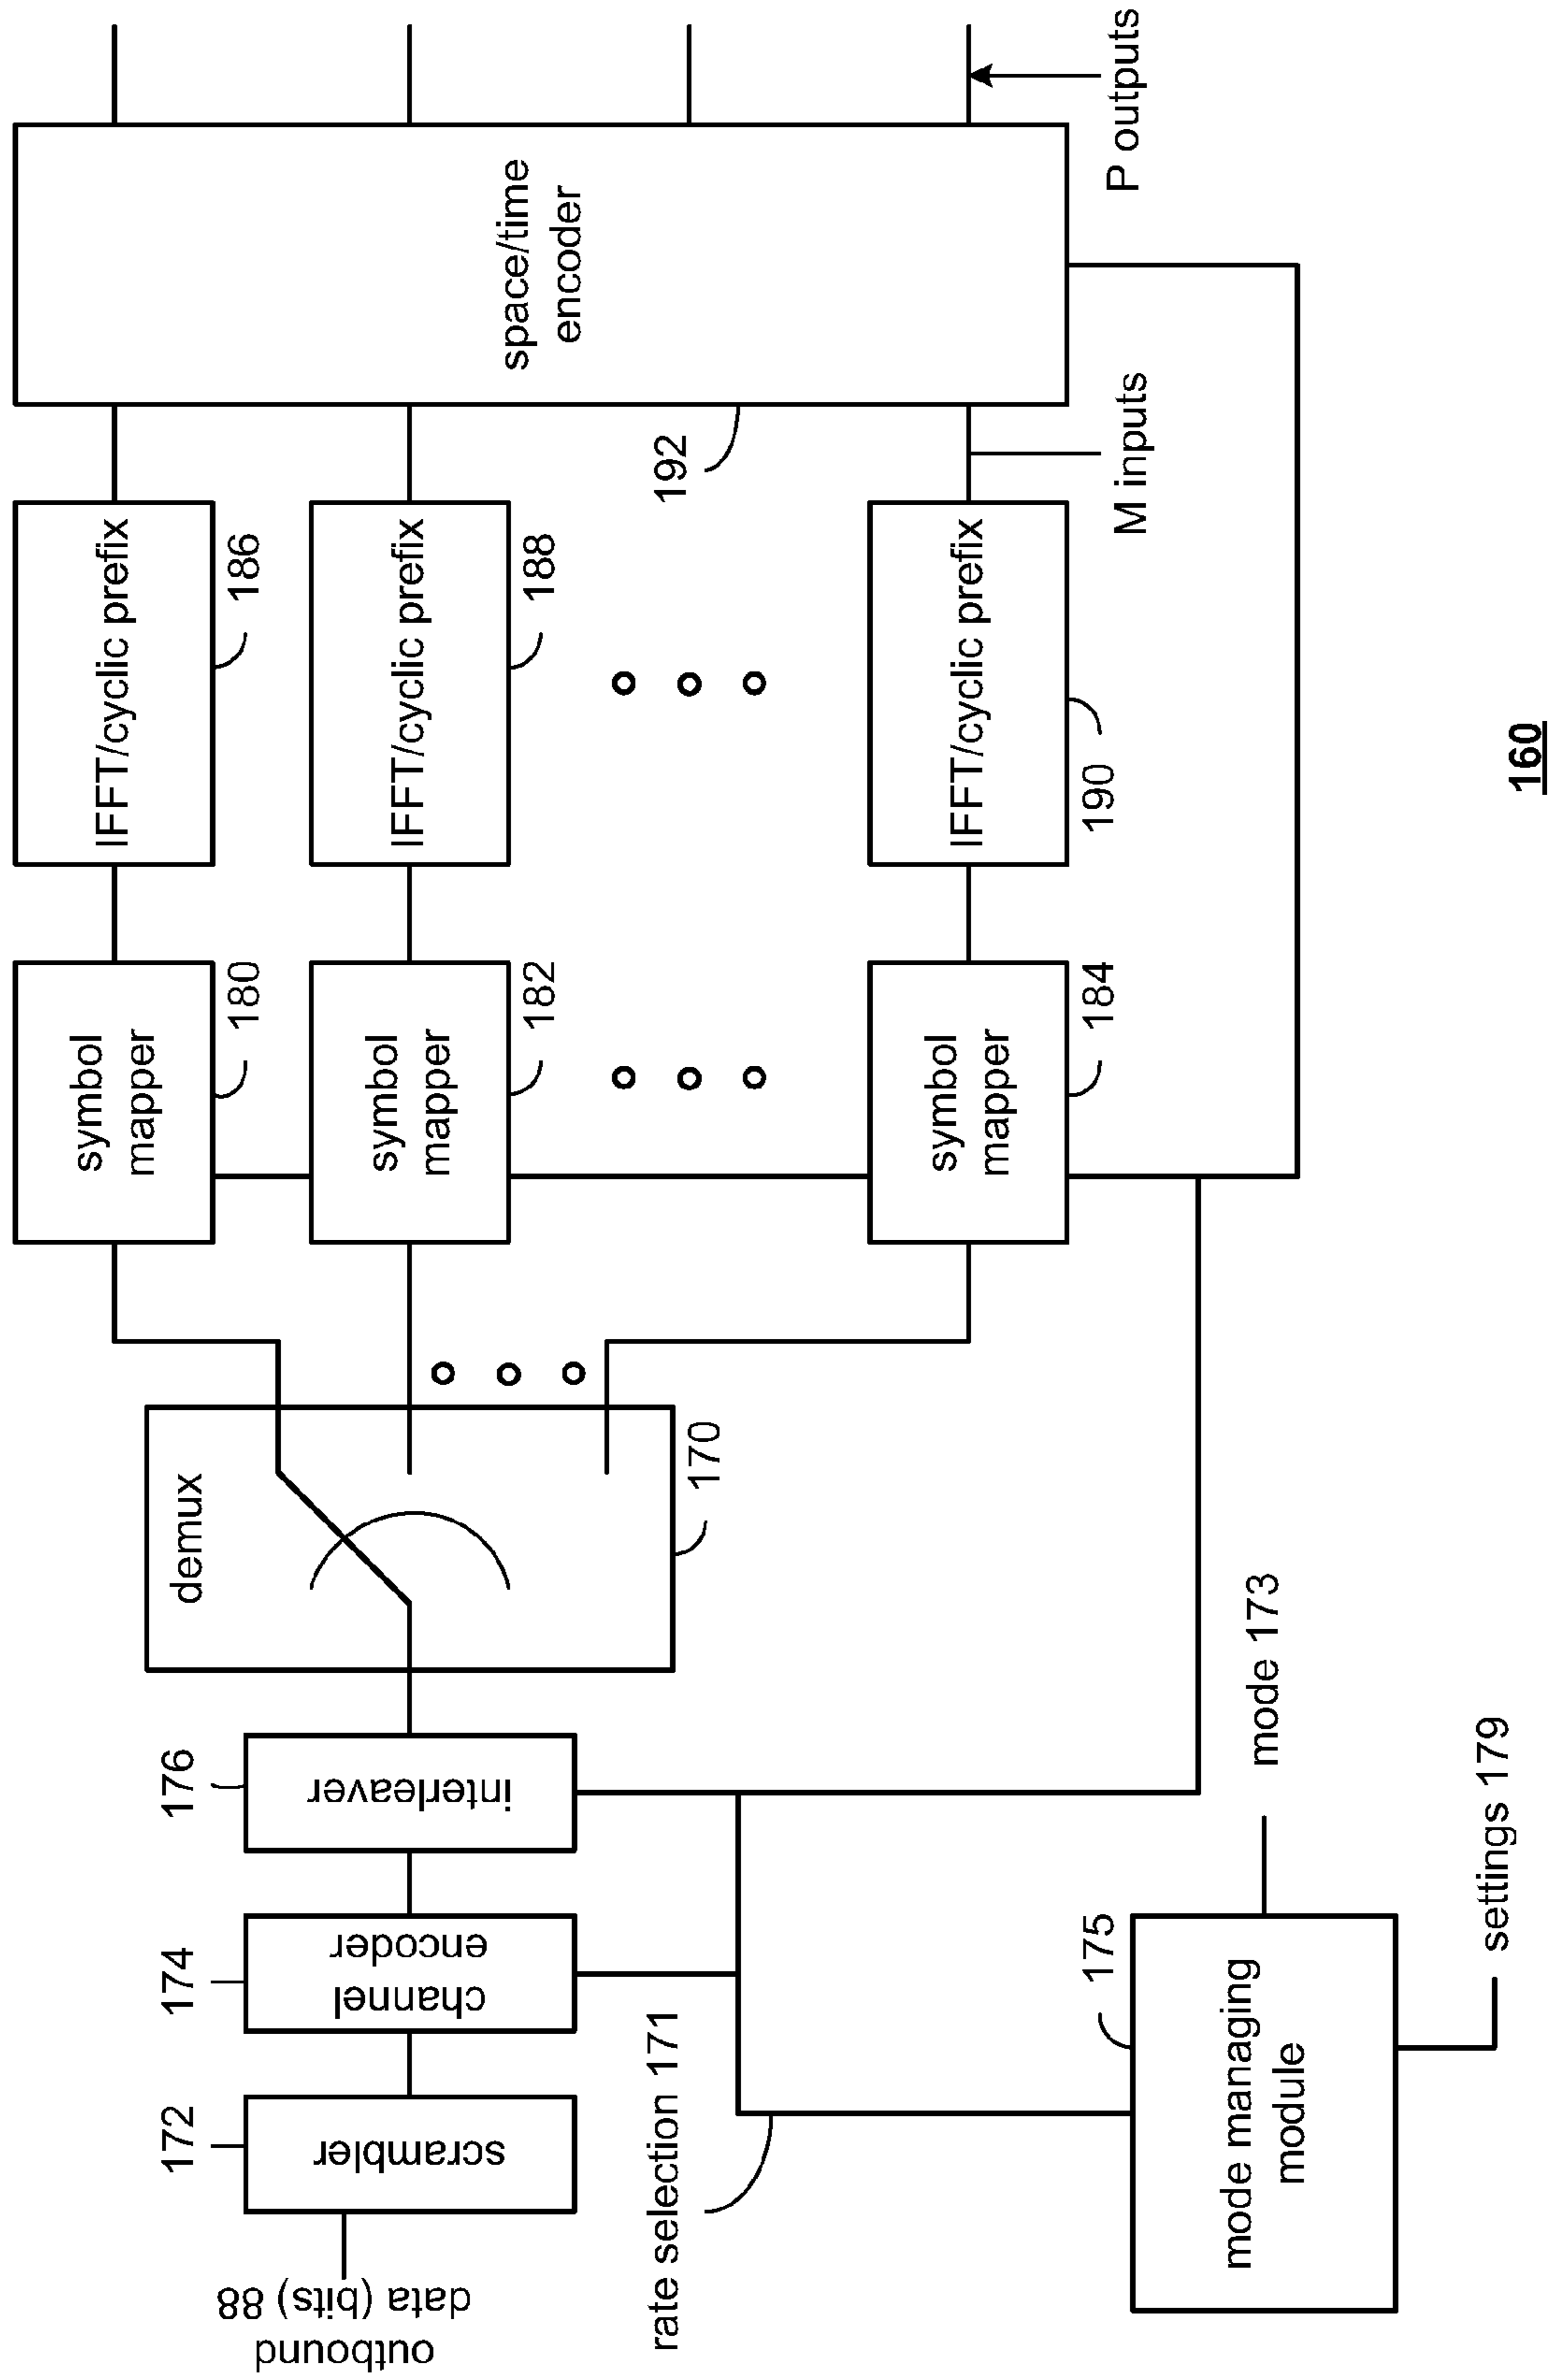 outbound
data (bits) 88
172
scrambler
174
channel
encoder
176
interleaver
rate selection 171
demux
170
mode managing
module
175
mode 173
settings 179
symbol
mapper
180
symbol
mapper
182
symbol
mapper
184
IFFT/cyclic prefix
186
IFFT/cyclic prefix
188
IFFT/cyclic prefix
190
M inputs
192
space/time
encoder
P outputs
160